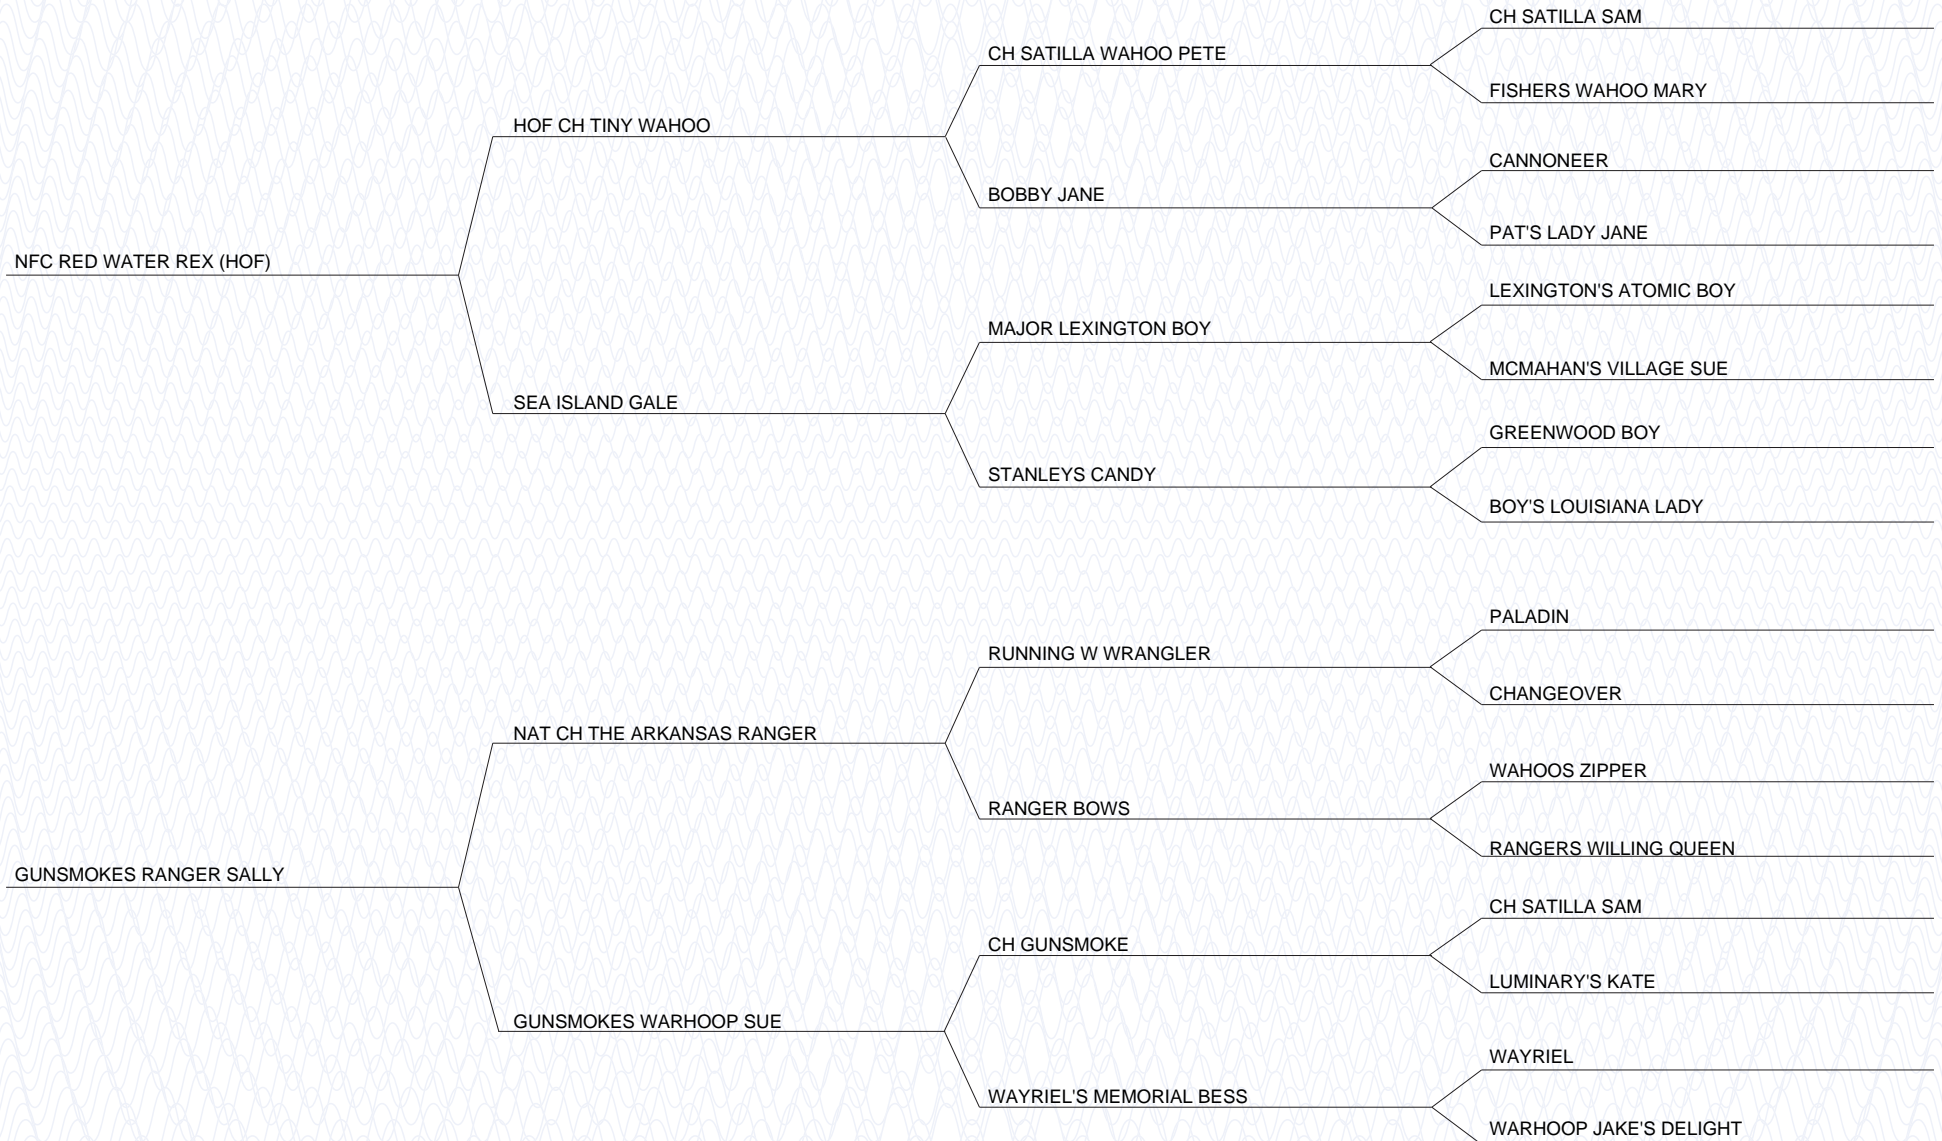 CH SATILLA SAM
CH SATILLA WAHOO PETE
FISHERS WAHOO MARY
HOF CH TINY WAHOO
CANNONEER
BOBBY JANE
PAT'S LADY JANE
NFC RED WATER REX (HOF)
LEXINGTON'S ATOMIC BOY
MAJOR LEXINGTON BOY
MCMAHAN'S VILLAGE SUE
SEA ISLAND GALE
GREENWOOD BOY
STANLEYS CANDY
BOY'S LOUISIANA LADY
PALADIN
RUNNING W WRANGLER
CHANGEOVER
NAT CH THE ARKANSAS RANGER
WAHOOS ZIPPER
RANGER BOWS
RANGERS WILLING QUEEN
GUNSMOKES RANGER SALLY
CH SATILLA SAM
CH GUNSMOKE
LUMINARY'S KATE
GUNSMOKES WARHOOP SUE
WAYRIEL
WAYRIEL'S MEMORIAL BESS
WARHOOP JAKE'S DELIGHT